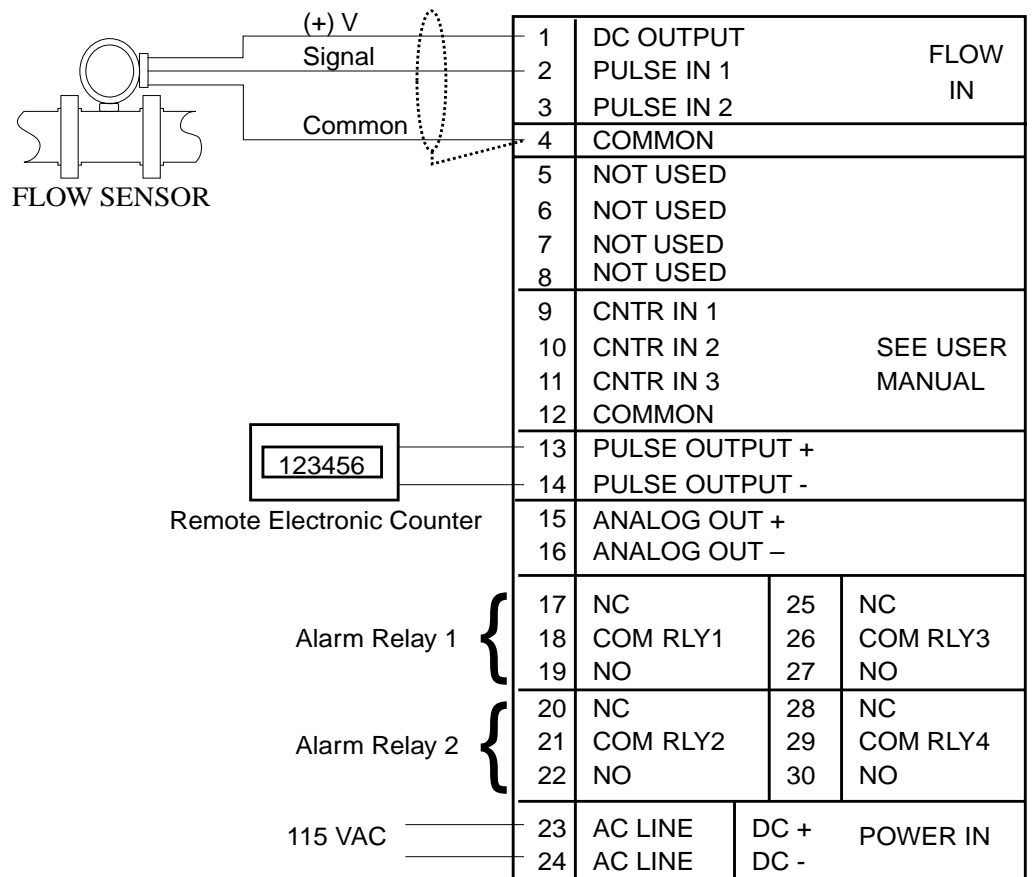 (+) V
Signal
Common
FLOW SENSOR
1 DC OUTPUT
2 PULSE IN 1
3 PULSE IN 2
FLOW
IN
4 COMMON
5 NOT USED
6 NOT USED
7 NOT USED
8 NOT USED
9 CNTR IN 1
10 CNTR IN 2 SEE USER
11 CNTR IN 3 MANUAL
12 COMMON
123456
Remote Electronic Counter
13 PULSE OUTPUT +
14 PULSE OUTPUT -
15 ANALOG OUT +
16 ANALOG OUT –
Alarm Relay 1 {
17 NC 25 NC
18 COM RLY1 26 COM RLY3
19 NO 27 NO
Alarm Relay 2 {
20 NC 28 NC
21 COM RLY2 29 COM RLY4
22 NO 30 NO
115 VAC
23 AC LINE DC + POWER IN
24 AC LINE DC -